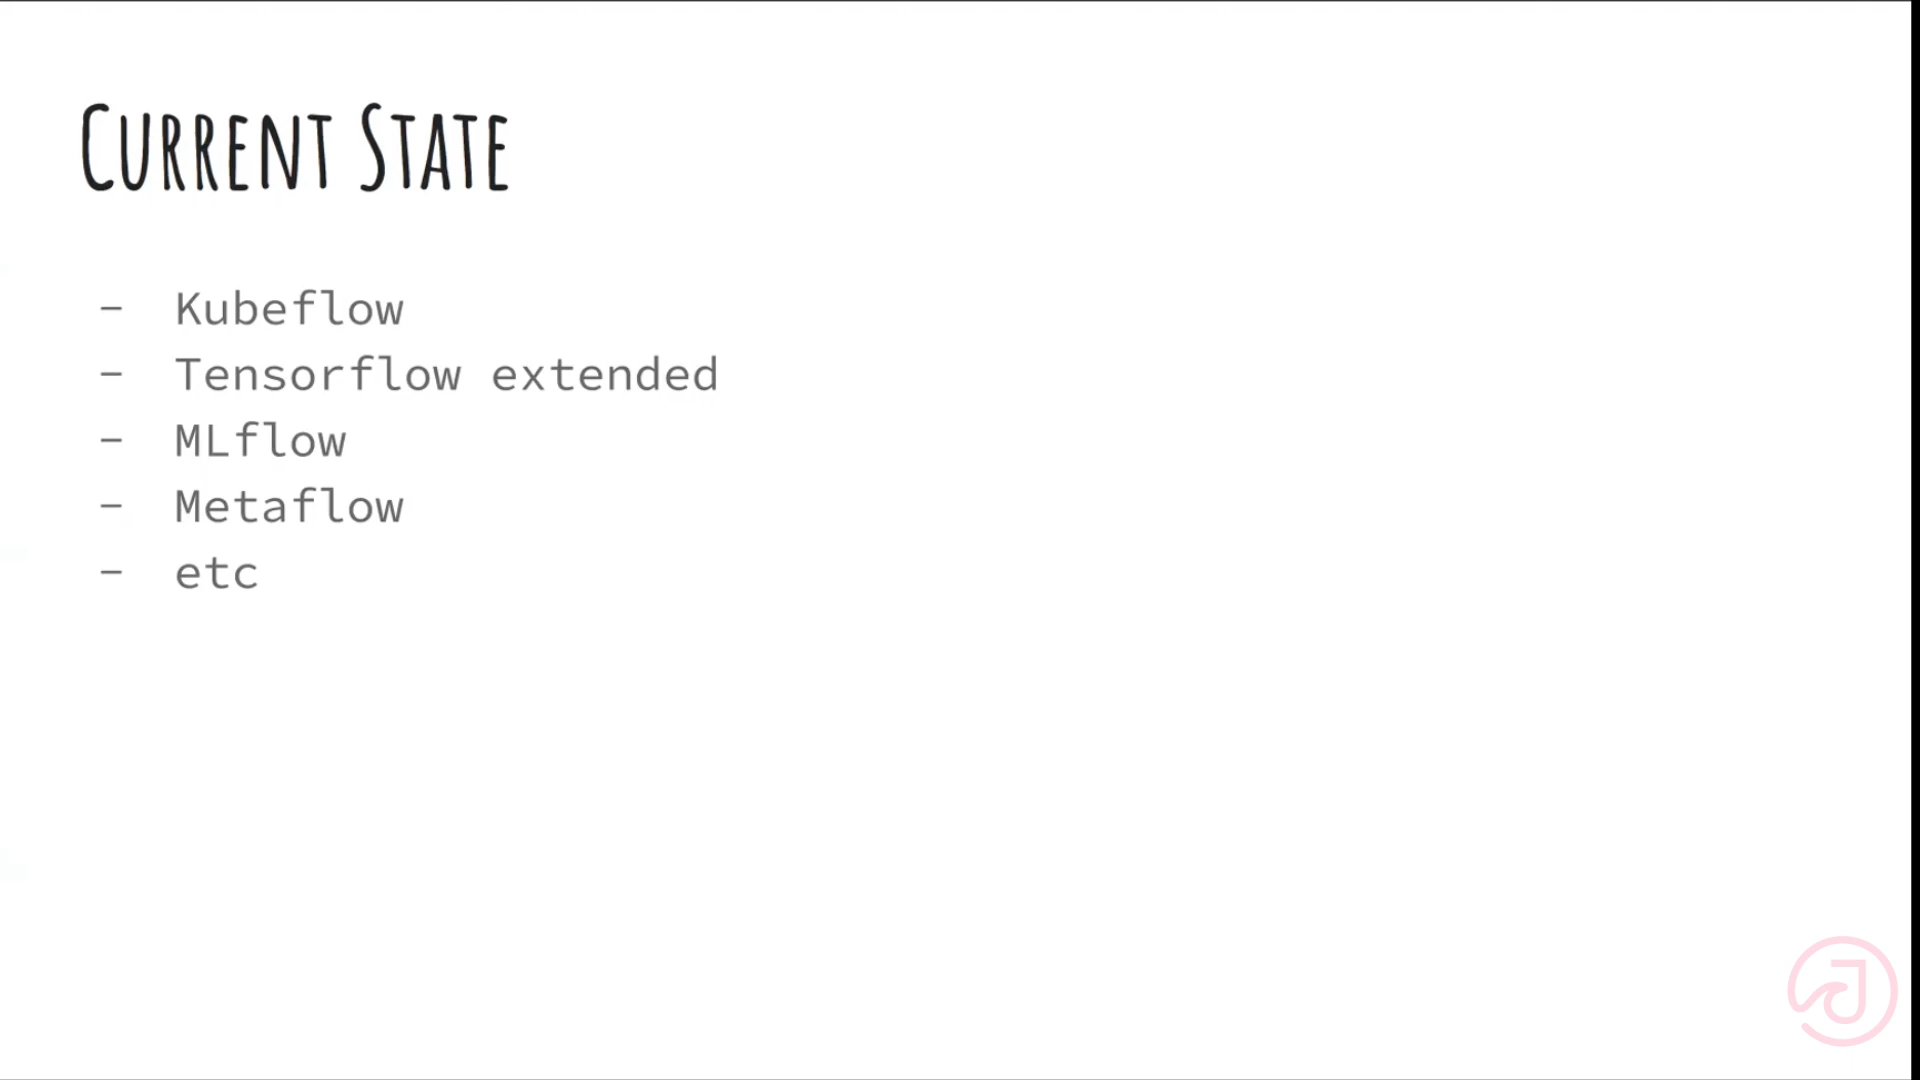 Current State
- Kubeflow
- Tensorflow extended
- MLflow
- Metaflow
- etc